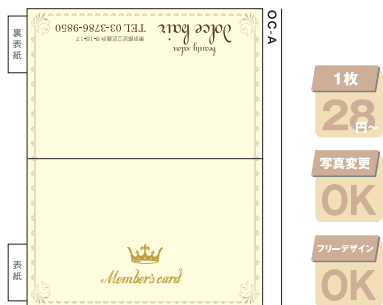 裏表紙
beauty salon
Dolce hair
TEL 03-3786-9850
OC-A
表紙
Member's card
1枚
28円~
写真変更
OK
フリーデザイン
OK